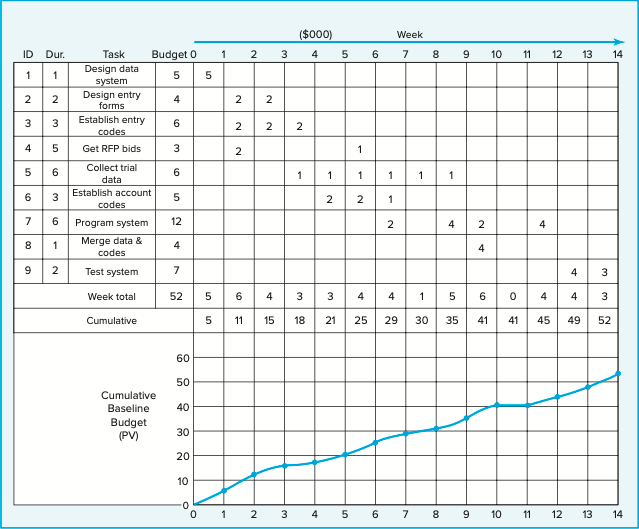 ($000) Week
ID Dur. Task Budget 0 1 2 3 4 5 6 7 8 9 10 11 12 13 14
1 1 Design data system 5 5
2 2 Design entry forms 4 2 2
3 3 Establish entry codes 6 2 2 2
4 5 Get RFP bids 3 2 1
5 6 Collect trial data 6 1 1 1 1 1 1
6 3 Establish account codes 5 2 2 1
7 6 Program system 12 2 4 2 4
8 1 Merge data & codes 4 4
9 2 Test system 7 4 3
Week total 52 5 6 4 3 3 4 4 1 5 6 0 4 4 3
Cumulative 5 11 15 18 21 25 29 30 35 41 41 45 49 52
Cumulative
Baseline
Budget
(PV)
60
50
40
30
20
10
0
0 1 2 3 4 5 6 7 8 9 10 11 12 13 14